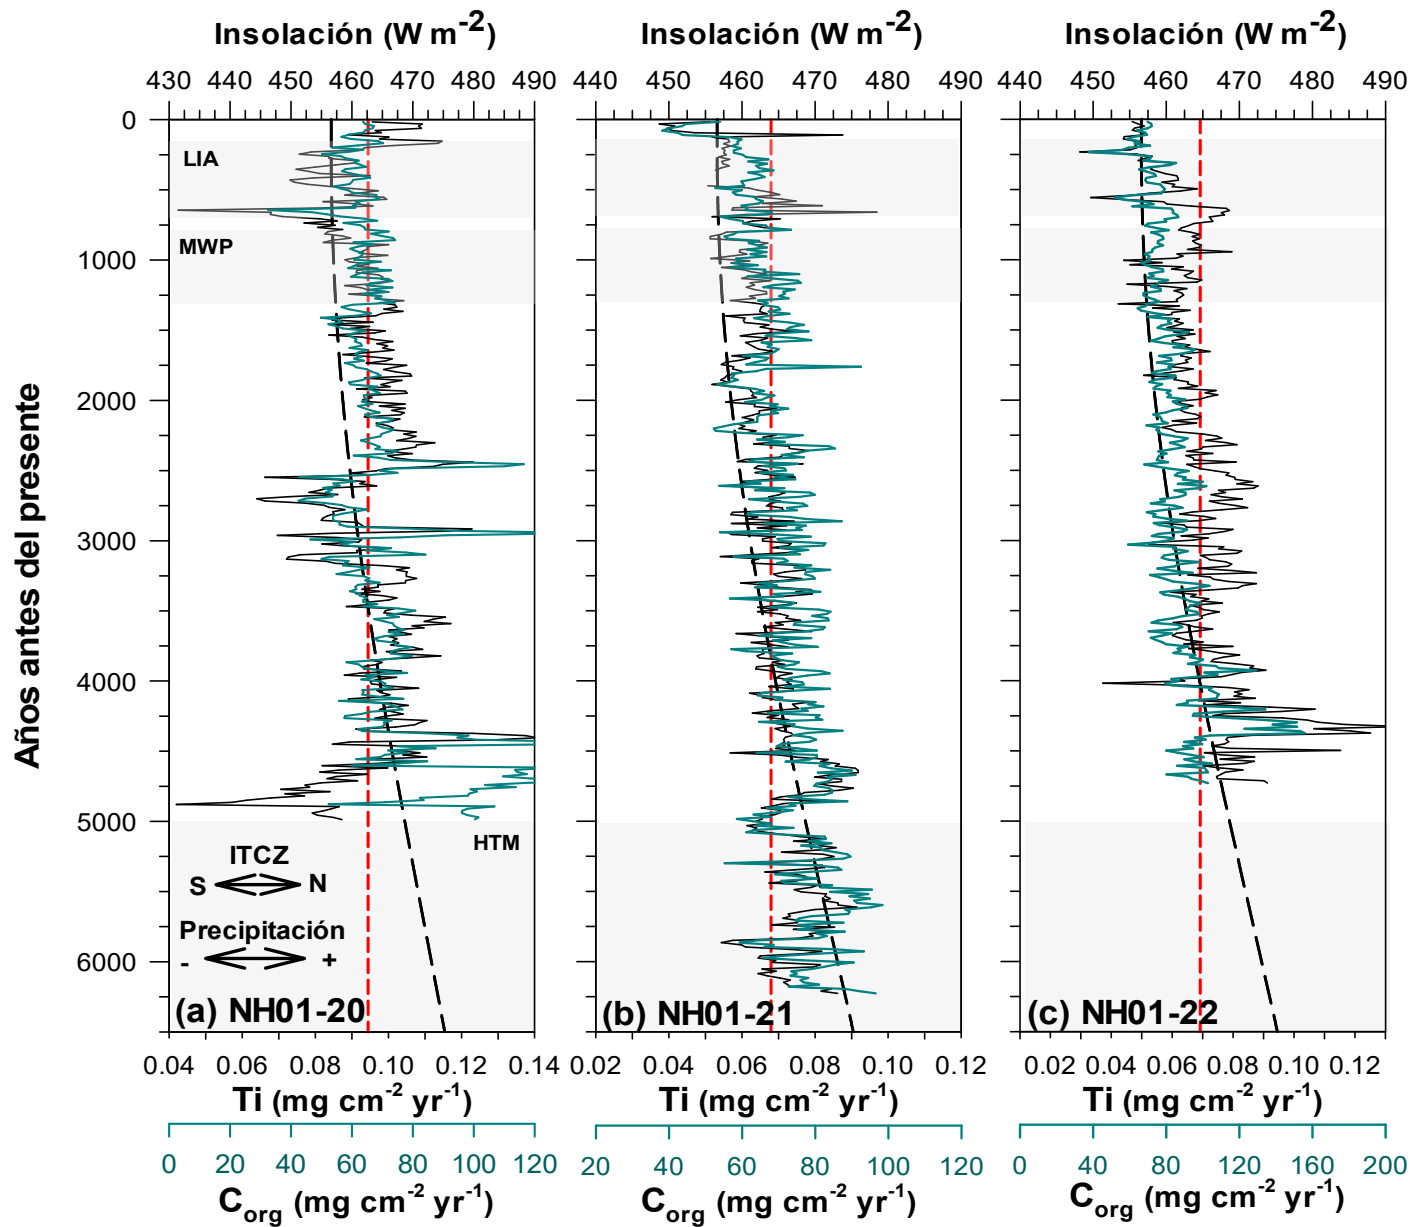 Insolación (W m-2) Insolación (W m-2) Insolación (W m-2)
430 450 460 470 480 490 440 450 460 470 480 490 440 450 460 470 480 490
Años antes del presente
0
1000
2000
3000
4000
5000
6000
LIA
MWP
HTM
ITCZ
S N
Precipitación
- +
(a) NH01-20 (b) NH01-21 (c) NH01-22
0.04 0.06 0.08 0.10 0.12 0.14 0.04 0.06 0.08 0.10 0.12 0.04 0.06 0.08 0.10 0.12
Ti (mg cm-2 yr-1) Ti (mg cm-2 yr-1) Ti (mg cm-2 yr-1)
0 20 40 60 80 100 120 20 40 60 80 100 120 0 40 80 120 160 200
Corg (mg cm-2 yr-1) Corg (mg cm-2 yr-1) Corg (mg cm-2 yr-1)